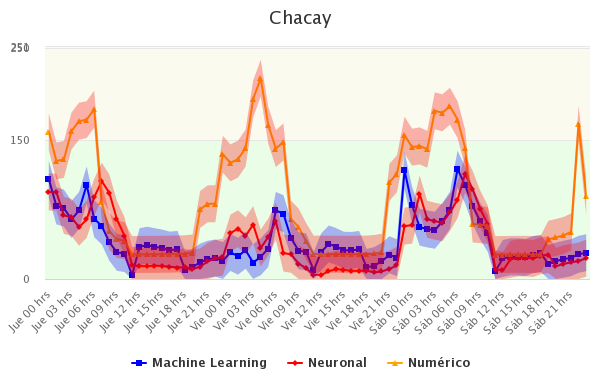 Chacay
250
150
0
Jue 00 hrs
Jue 03 hrs
Jue 06 hrs
Jue 09 hrs
Jue 12 hrs
Jue 15 hrs
Jue 18 hrs
Jue 21 hrs
Vie 00 hrs
Vie 03 hrs
Vie 06 hrs
Vie 09 hrs
Vie 12 hrs
Vie 15 hrs
Vie 18 hrs
Vie 21 hrs
Sáb 00 hrs
Sáb 03 hrs
Sáb 06 hrs
Sáb 09 hrs
Sáb 12 hrs
Sáb 15 hrs
Sáb 18 hrs
Sáb 21 hrs
Machine Learning Neuronal Numérico